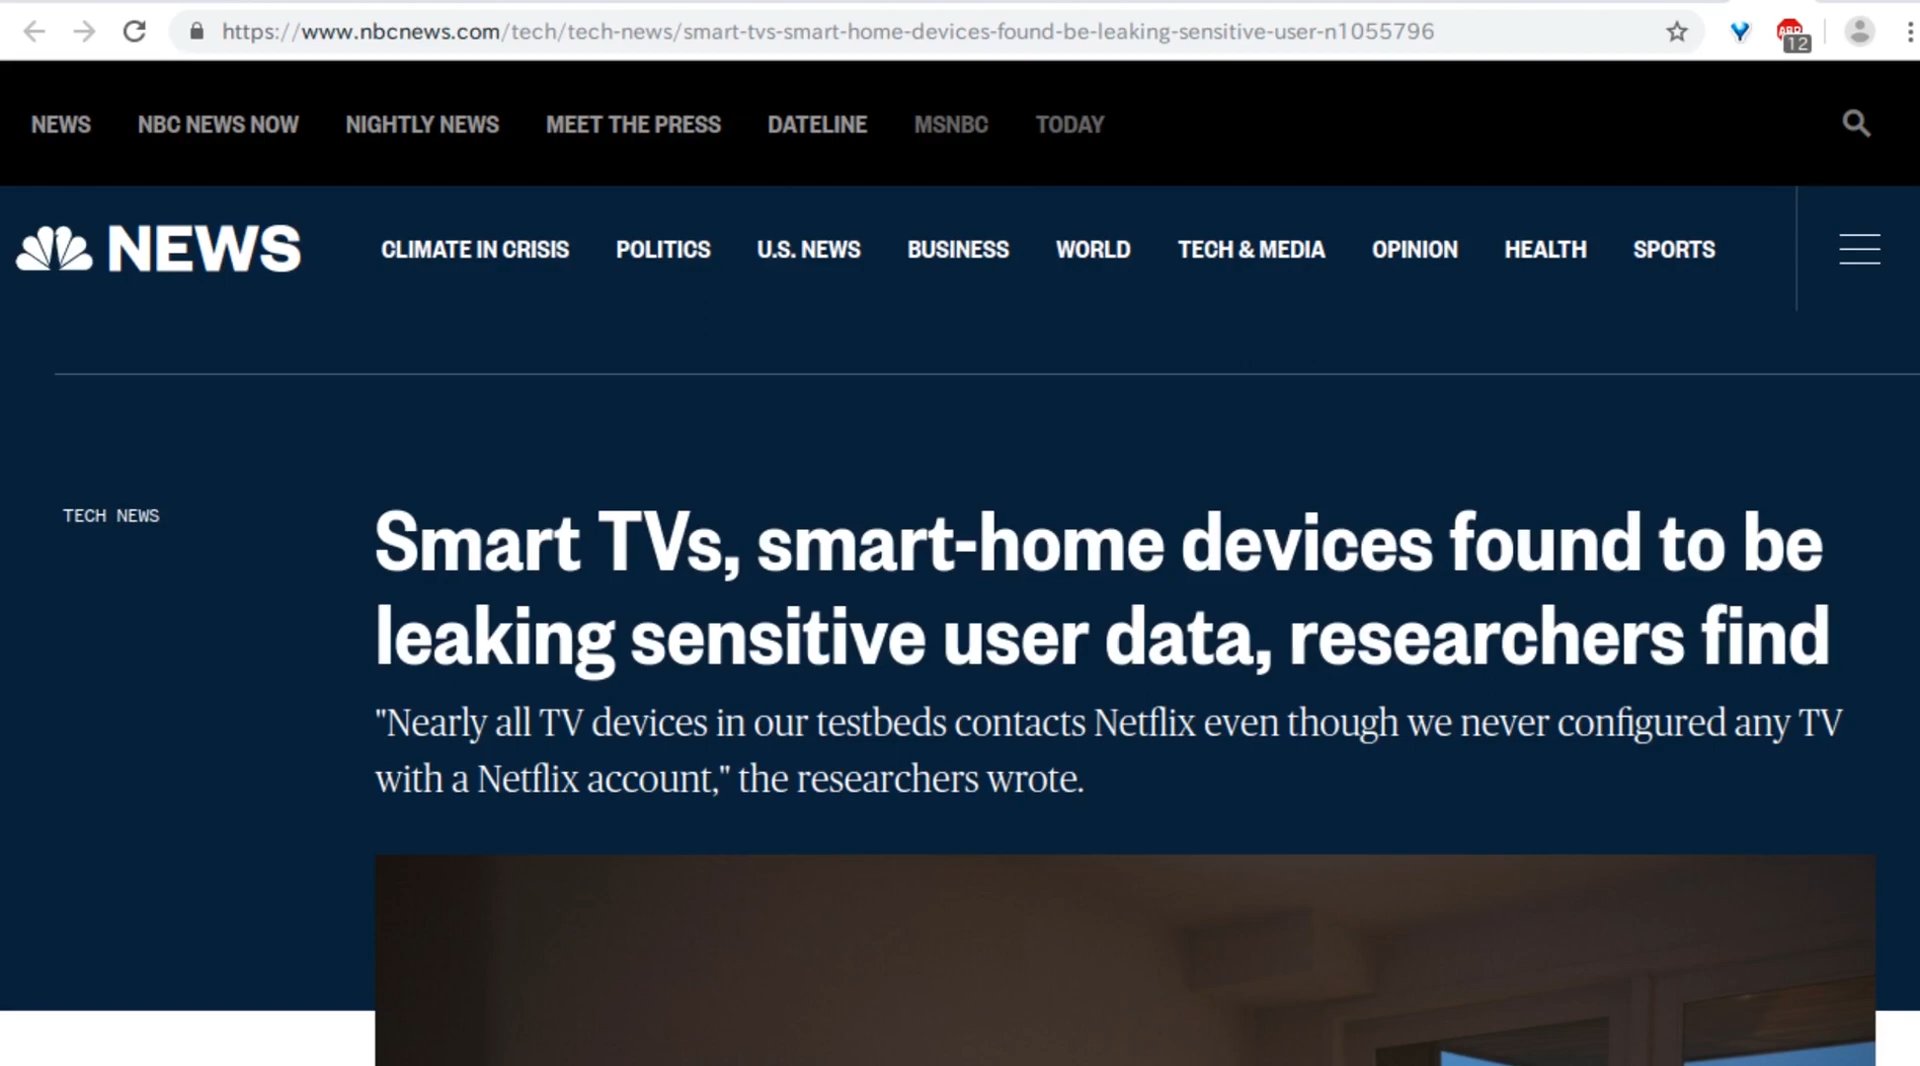 https://www.nbcnews.com/tech/tech-news/smart-tvs-smart-home-devices-found-be-leaking-sensitive-user-n1055796
ABP
12
NEWS NBC NEWS NOW NIGHTLY NEWS MEET THE PRESS DATELINE MSNBC TODAY
NEWS CLIMATE IN CRISIS POLITICS U.S. NEWS BUSINESS WORLD TECH & MEDIA OPINION HEALTH SPORTS
TECH NEWS
Smart TVs, smart-home devices found to be
leaking sensitive user data, researchers find
"Nearly all TV devices in our testbeds contacts Netflix even though we never configured any TV
with a Netflix account," the researchers wrote.